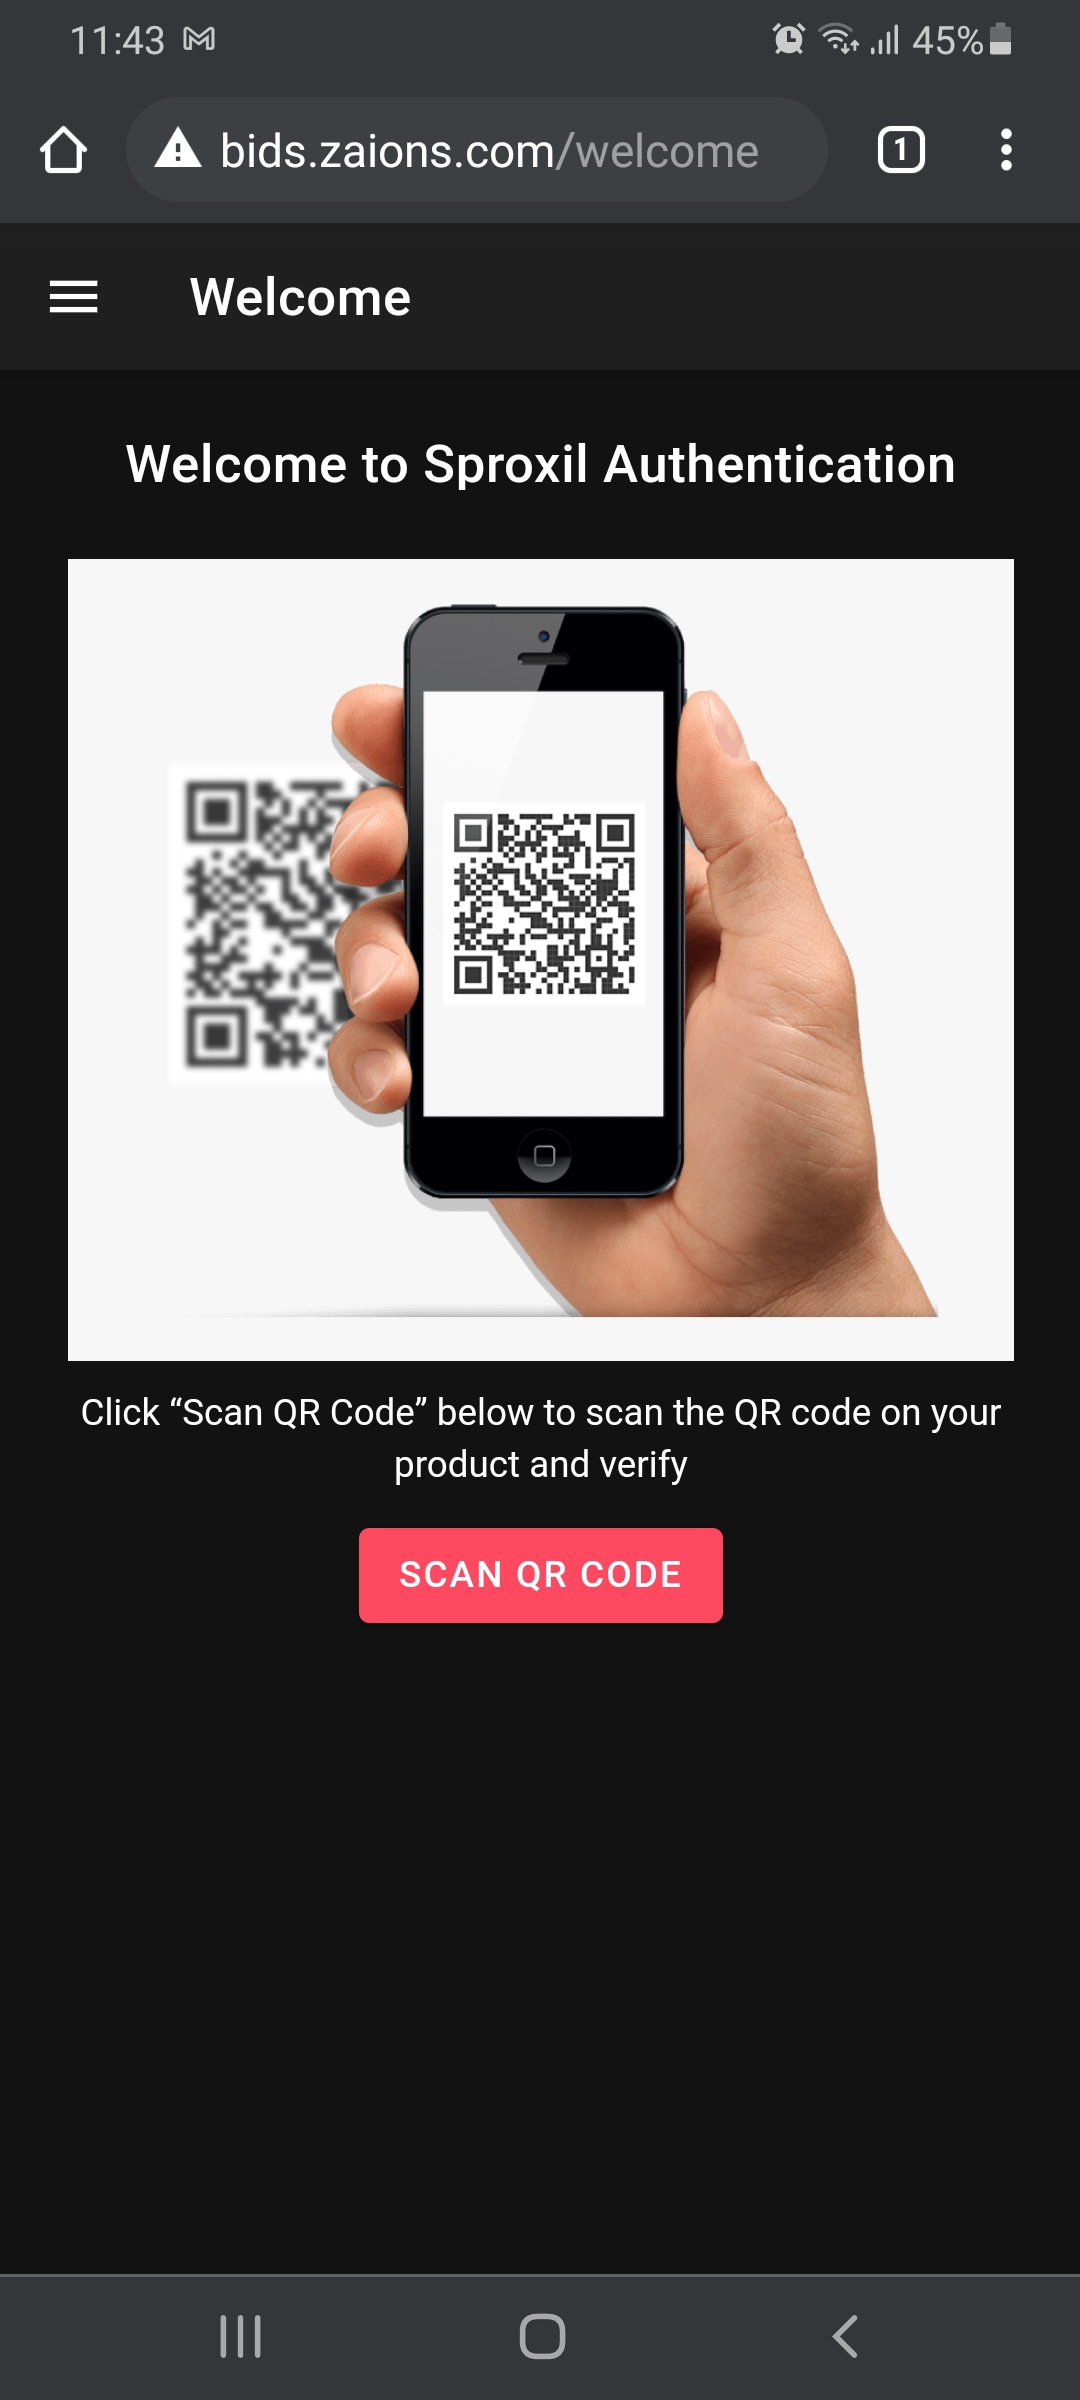 11:43
45%
bids.zaions.com/welcome
1
Welcome
Welcome to Sproxil Authentication
Click “Scan QR Code” below to scan the QR code on your
product and verify
SCAN QR CODE